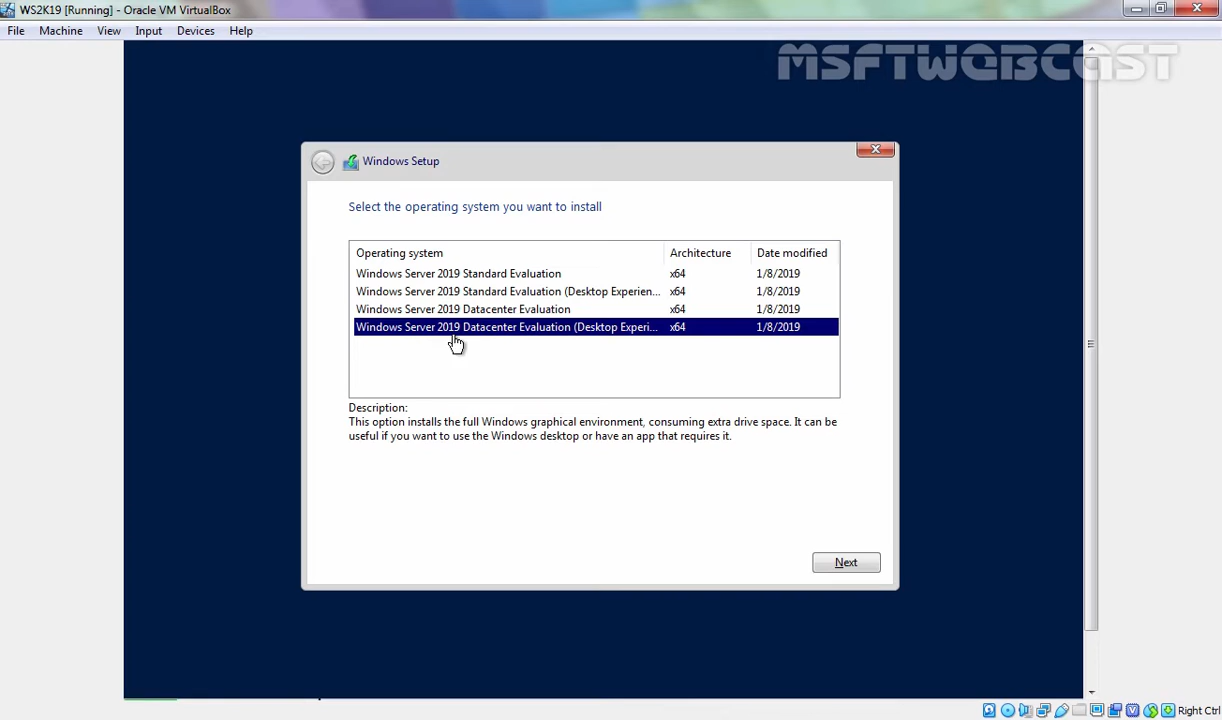 WS2K19 [Running] - Oracle VM VirtualBox
File Machine View Input Devices Help
MSFTWEBCAST
Windows Setup
Select the operating system you want to install
Operating system Architecture Date modified
Windows Server 2019 Standard Evaluation x64 1/8/2019
Windows Server 2019 Standard Evaluation (Desktop Experien... x64 1/8/2019
Windows Server 2019 Datacenter Evaluation x64 1/8/2019
Windows Server 2019 Datacenter Evaluation (Desktop Experi... x64 1/8/2019
Description:
This option installs the full Windows graphical environment, consuming extra drive space. It can be
useful if you want to use the Windows desktop or have an app that requires it.
Next
Right Ctrl